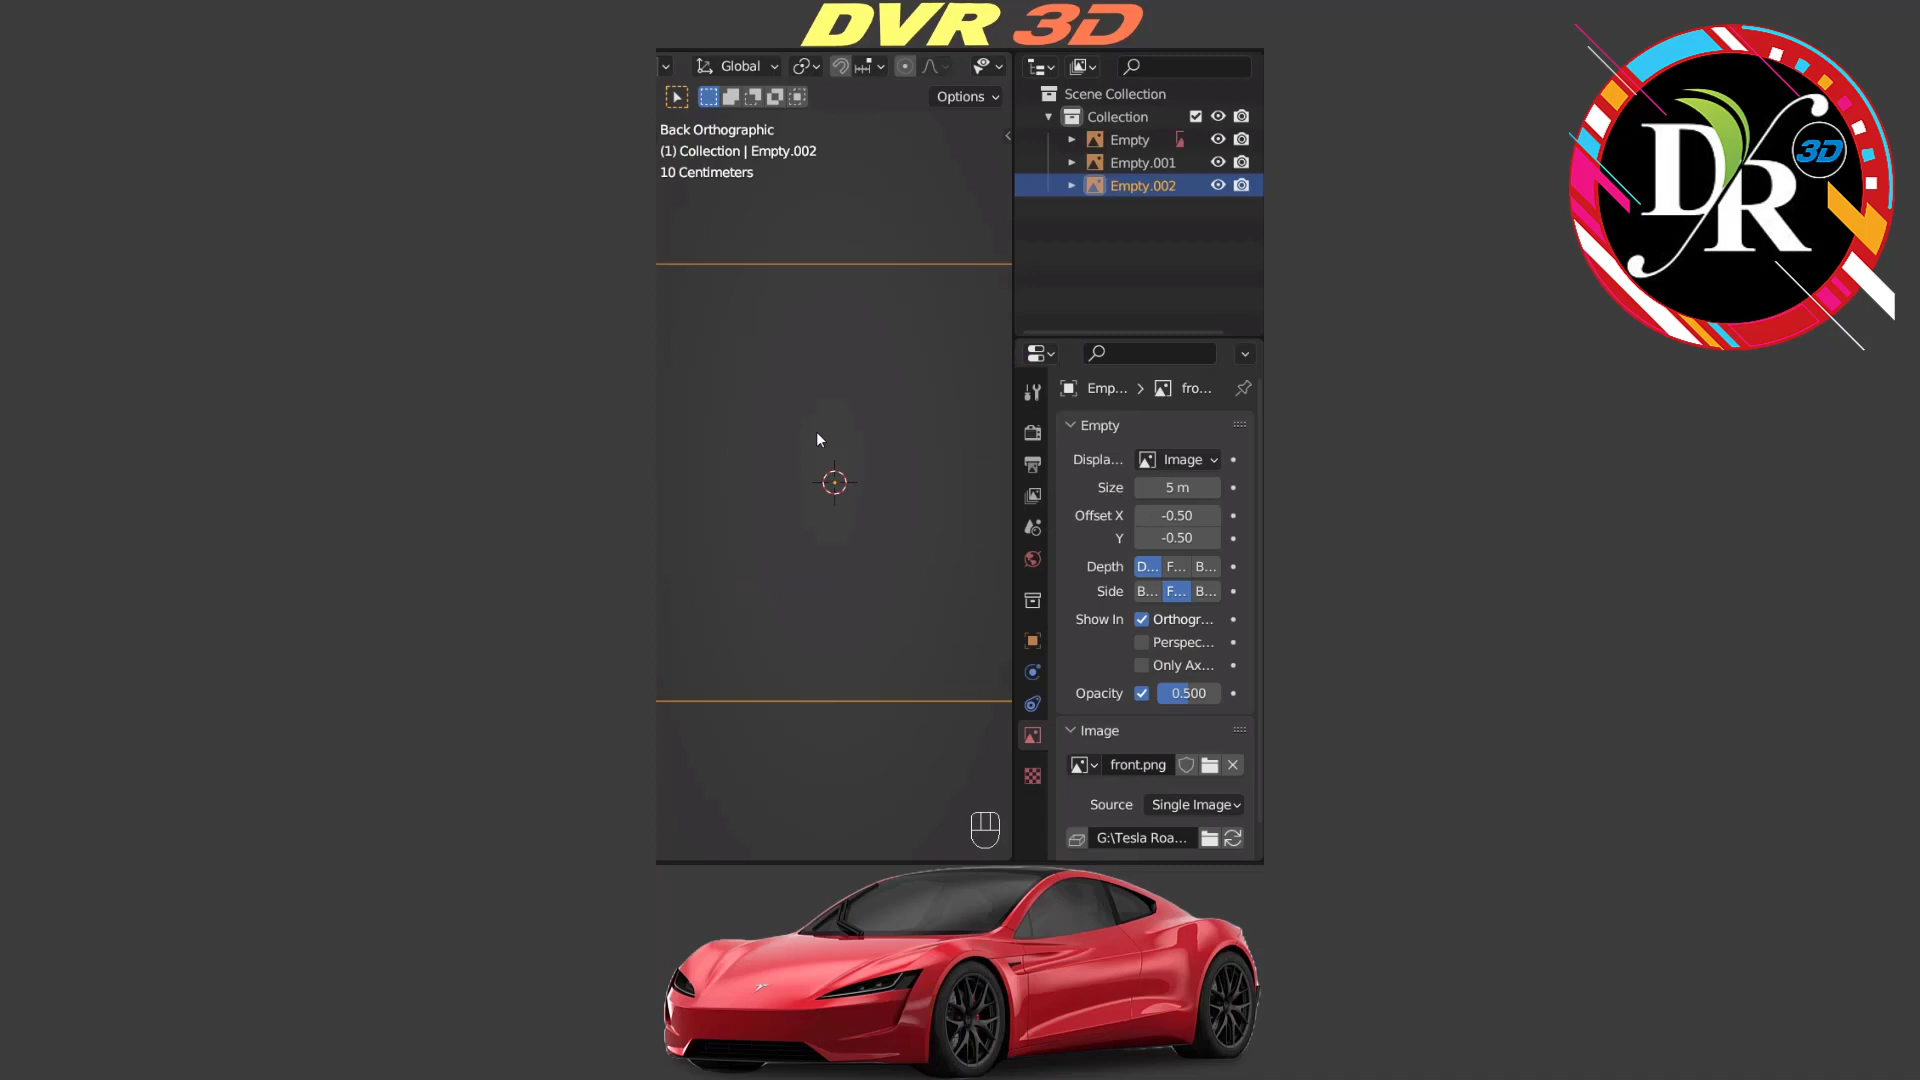 DVR 3D
Global
Options
Back Orthographic
(1) Collection | Empty.002
10 Centimeters
Scene Collection
Collection
Empty
Empty.001
Empty.002
Emp... > fro...
Empty
Displa... Image
Size 5 m
Offset X -0.50
Y -0.50
Depth D... F... B...
Side B... F... B...
Show In Orthogr...
Perspec...
Only Ax...
Opacity 0.500
Image
front.png
Source Single Image
G:\Tesla Roa...
DR
3D